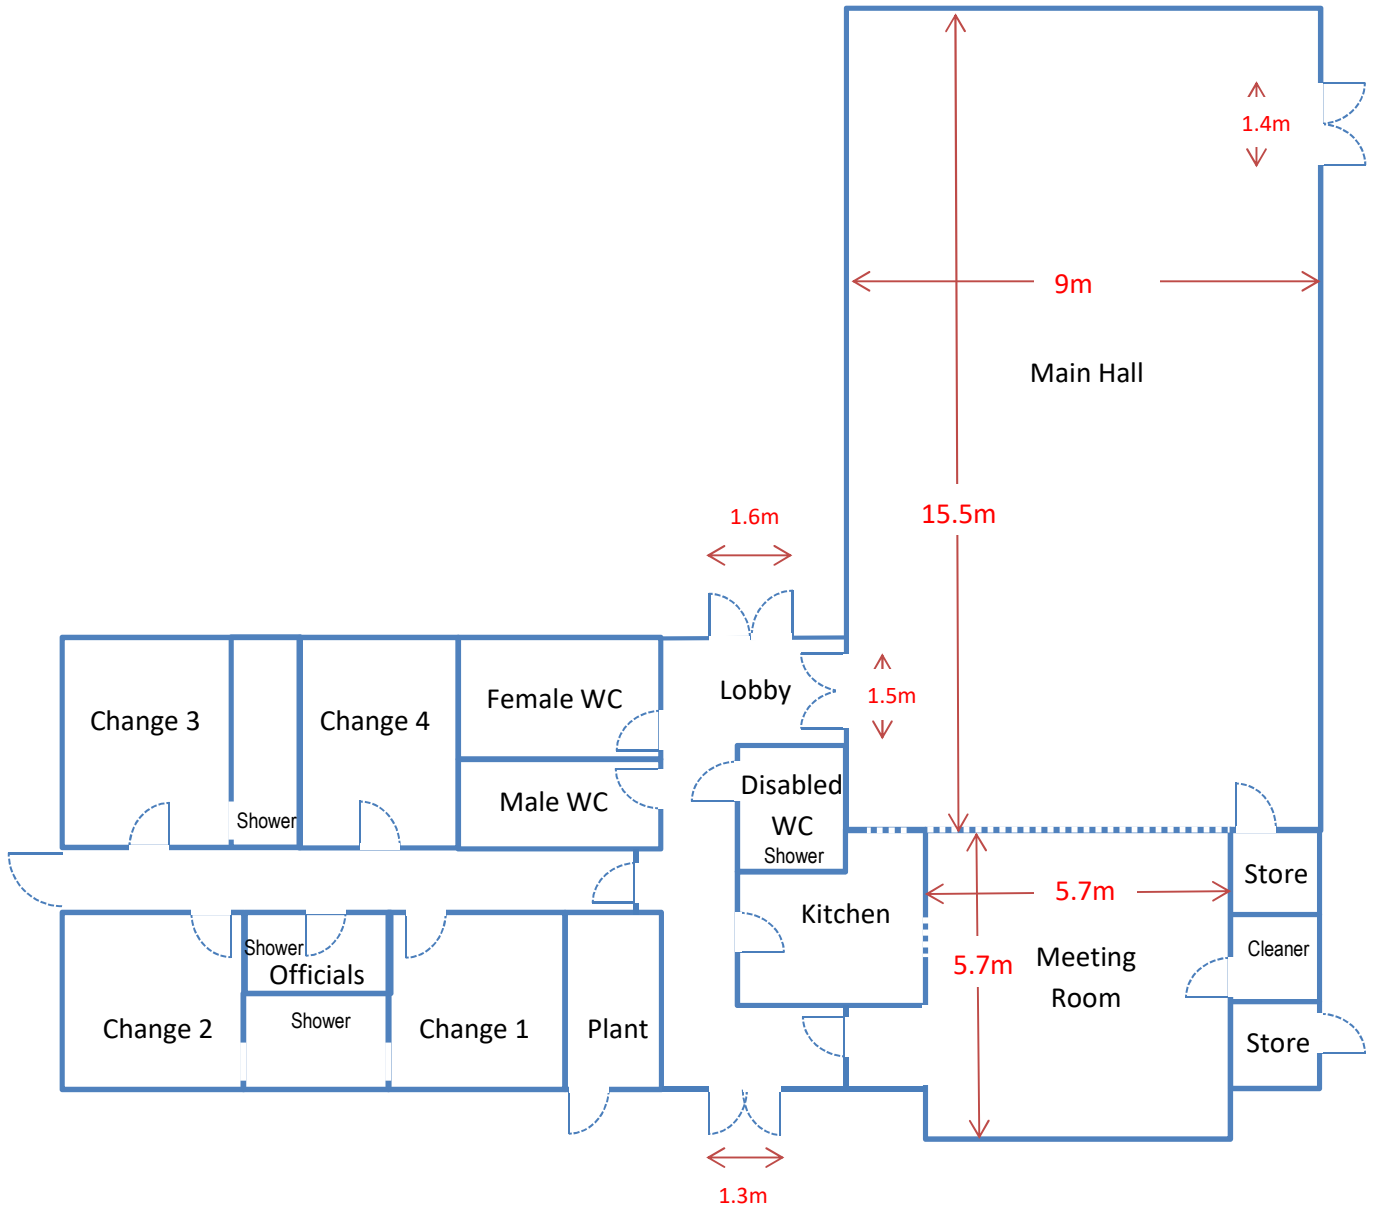 1.4m
9m
Main Hall
15.5m
1.6m
Lobby
1.5m
Female WC
Change 3
Change 4
Disabled
WC
Shower
Male WC
Shower
Store
5.7m
Kitchen
Shower
Officials
Cleaner
5.7m
Meeting
Room
Shower
Change 2
Change 1
Plant
Store
1.3m